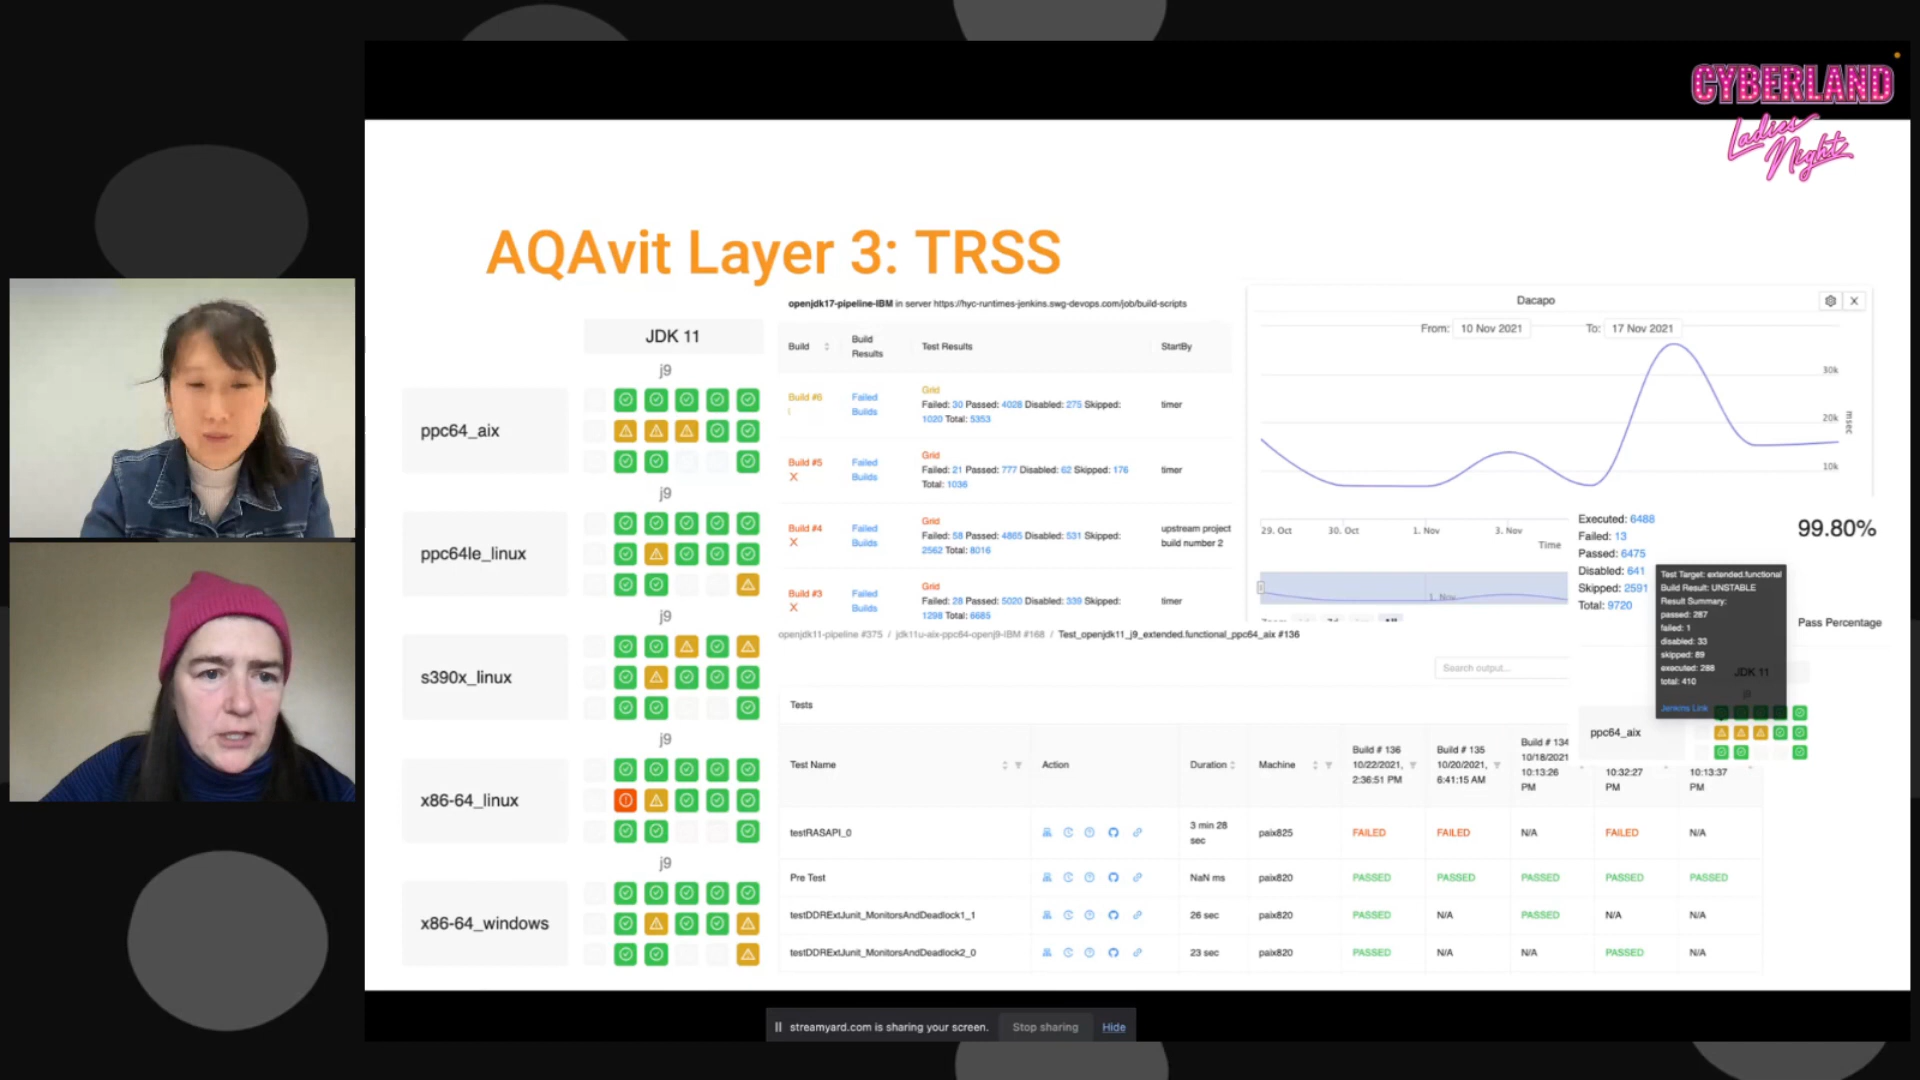 CYBERLAND
Ladies
Night
AQAvit Layer 3: TRSS
JDK 11
j9
ppc64_aix
j9
ppc64le_linux
j9
s390x_linux
j9
x86-64_linux
j9
x86-64_windows
openjdk17-pipeline-IBM in server https://hyc-runtimes-jenkins.swg-devops.com/job/build-scripts
Build Build Results Test Results StartBy
Build #6 Failed Builds Grid
Failed: 30 Passed: 4028 Disabled: 275 Skipped: timer
1020 Total: 5353
Build #5 Failed Builds Grid
Failed: 21 Passed: 777 Disabled: 62 Skipped: 176 timer
Total: 1036
Build #4 Failed Builds Grid
Failed: 58 Passed: 4865 Disabled: 531 Skipped: upstream project
2562 Total: 8016 build number 2
Build #3 Failed Builds Grid
Failed: 28 Passed: 5020 Disabled: 339 Skipped: timer
1298 Total: 6685
Dacapo
From: 10 Nov 2021 To: 17 Nov 2021
30k
20k
10k
msec
29. Oct 30. Oct 1. Nov 3. Nov
Time
1. Nov
Executed: 6488
Failed: 13
Passed: 6475
Disabled: 641
Skipped: 2591
Total: 9720
99.80%
Pass Percentage
Test Target: extended.functional
Build Result: UNSTABLE
Result Summary:
passed: 287
failed: 1
disabled: 33
skipped: 89
executed: 288
total: 410
Jenkins Link
JDK 11
j9
ppc64_aix
openjdk11-pipeline #375 / jdk11u-aix-ppc64-openj9-IBM #168 / Test_openjdk11_j9_extended.functional_ppc64_aix #136
Search output...
Tests
Test Name Action Duration Machine
Build # 136
10/22/2021,
2:36:51 PM
Build # 135
10/20/2021,
6:41:15 AM
Build # 134
10/18/2021
10:13:26
PM
10:32:27
PM
10:13:37
PM
testRASAPI_0 3 min 28 sec paix825 FAILED FAILED N/A FAILED N/A
Pre Test NaN ms paix820 PASSED PASSED PASSED PASSED PASSED
testDDRExtJunit_MonitorsAndDeadlock1_1 26 sec paix820 PASSED N/A PASSED N/A N/A
testDDRExtJunit_MonitorsAndDeadlock2_0 23 sec paix820 PASSED N/A N/A PASSED N/A
streamyard.com is sharing your screen. Stop sharing Hide